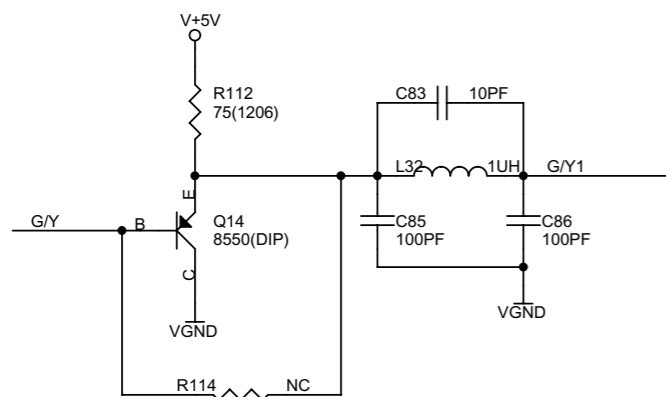 V+5V
R112
75(1206)
C83
10PF
L32
1UH
G/Y1
E
G/Y
B
Q14
8550(DIP)
C85
100PF
C86
100PF
C
VGND
VGND
R114
NC